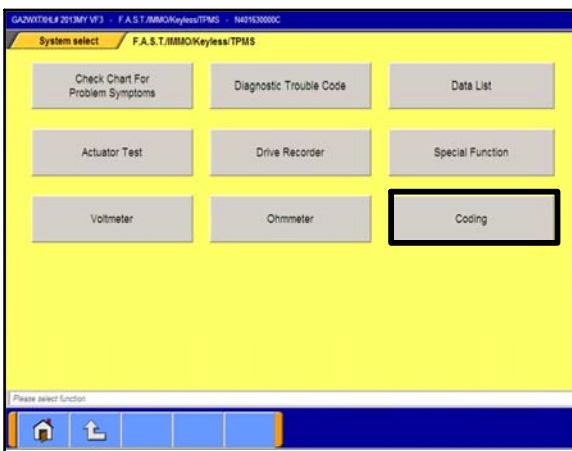 GA2WXTXHL# 2013MY VF3 - F.A.S.T./IMMO/Keyless/TPMS - N401630000C
System select F.A.S.T./IMMO/Keyless/TPMS
Check Chart For
Problem Symptoms
Diagnostic Trouble Code
Data List
Actuator Test
Drive Recorder
Special Function
Voltmeter
Ohmmeter
Coding
Please select function